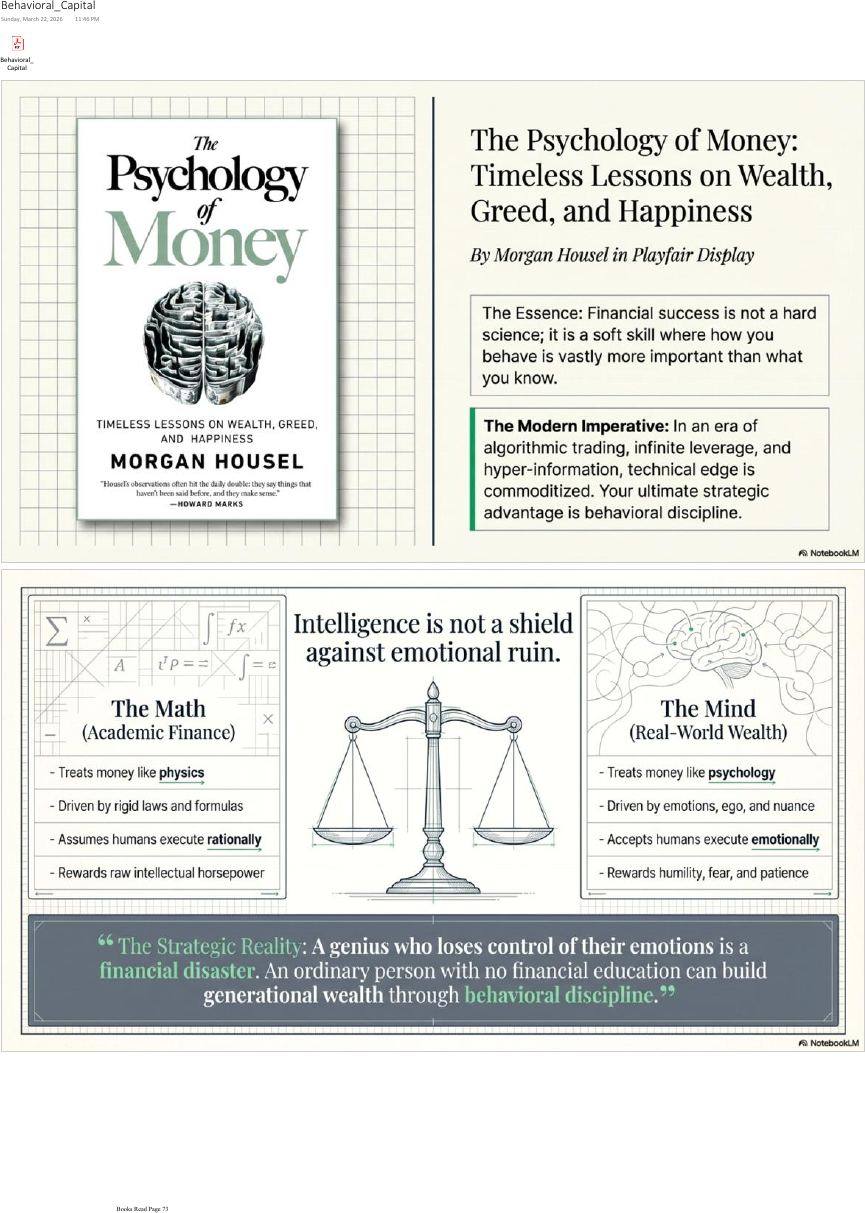 Behavioral_Capital
Sunday, March 22, 2026 11:46 PM
Behavioral_
Capital
The
Psychology
of
Money
TIMELESS LESSONS ON WEALTH, GREED,
AND HAPPINESS
MORGAN HOUSEL
"Housel's observations often hit the daily double: they say things that
haven't been said before, and they make sense."
—HOWARD MARKS
The Psychology of Money:
Timeless Lessons on Wealth,
Greed, and Happiness
By Morgan Housel in Playfair Display
The Essence: Financial success is not a hard
science; it is a soft skill where how you
behave is vastly more important than what
you know.
The Modern Imperative: In an era of
algorithmic trading, infinite leverage, and
hyper-information, technical edge is
commoditized. Your ultimate strategic
advantage is behavioral discipline.
NotebookLM
Intelligence is not a shield
against emotional ruin.
The Math
(Academic Finance)
- Treats money like physics
- Driven by rigid laws and formulas
- Assumes humans execute rationally
- Rewards raw intellectual horsepower
The Mind
(Real-World Wealth)
- Treats money like psychology
- Driven by emotions, ego, and nuance
- Accepts humans execute emotionally
- Rewards humility, fear, and patience
“ The Strategic Reality: A genius who loses control of their emotions is a
financial disaster. An ordinary person with no financial education can build
generational wealth through behavioral discipline.”
NotebookLM
Books Read Page 73